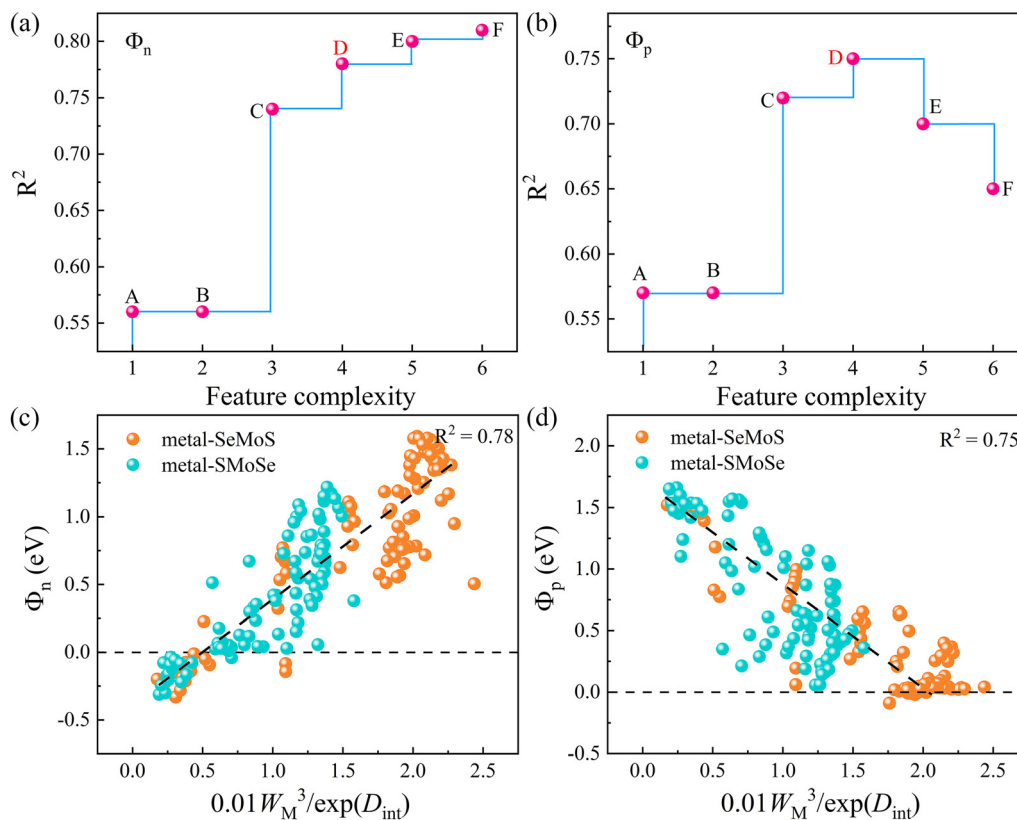 (a)
Φn
R²
0.80
0.75
0.70
0.65
0.60
0.55
A
B
C
D
E
F
1 2 3 4 5 6
Feature complexity
(b)
Φp
R²
0.75
0.70
0.65
0.60
0.55
A
B
C
D
E
F
1 2 3 4 5 6
Feature complexity
(c)
Φn (eV)
1.5
1.0
0.5
0.0
-0.5
metal-SeMoS
metal-SMoSe
R² = 0.78
0.0 0.5 1.0 1.5 2.0 2.5
0.01WM³/exp(Dint)
(d)
Φp (eV)
2.0
1.5
1.0
0.5
0.0
-0.5
metal-SeMoS
metal-SMoSe
R² = 0.75
0.0 0.5 1.0 1.5 2.0 2.5
0.01WM³/exp(Dint)